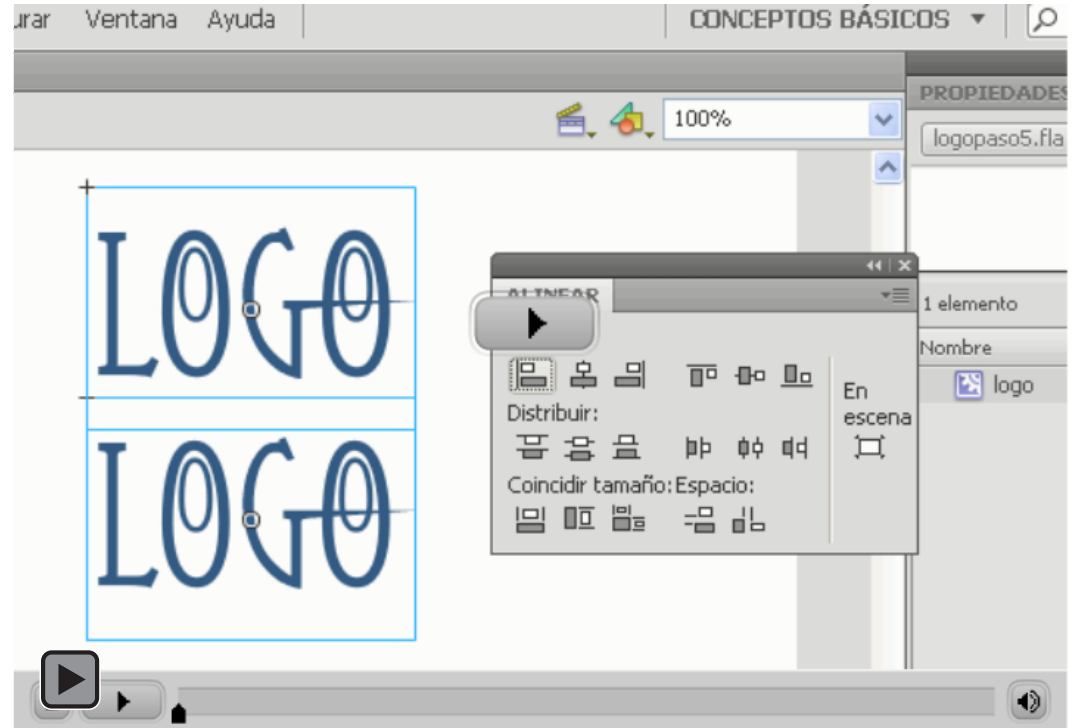 urar Ventana Ayuda CONCEPTOS BÁSICOS
PROPIEDADES
100%
logopaso5.fla
LOGO
ALINEAR
1 elemento
Nombre
logo
En
escena
Distribuir:
Coincidir tamaño: Espacio:
LOGO